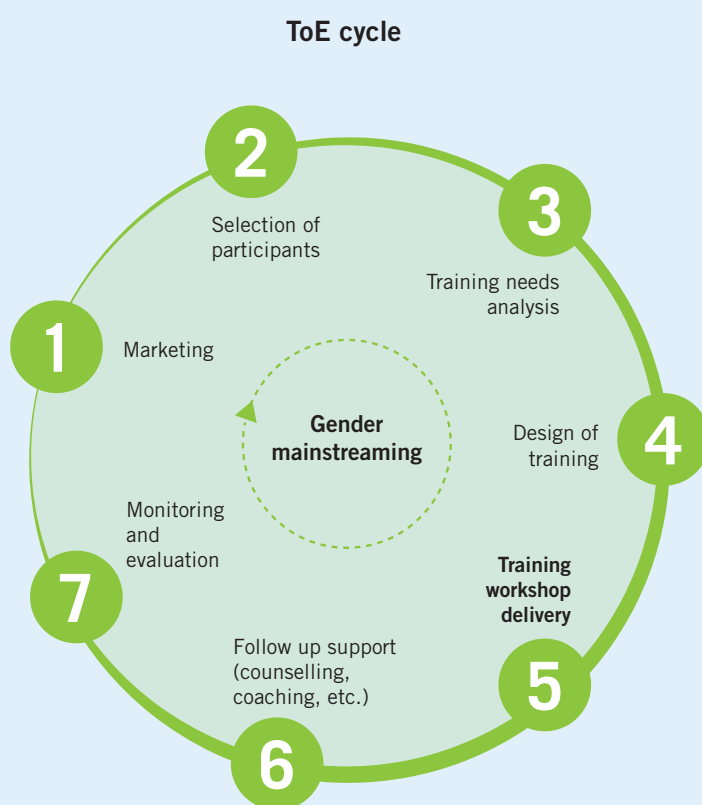 ToE cycle
1
Marketing
2
Selection of
participants
3
Training needs
analysis
4
Design of
training
5
Training
workshop
delivery
6
Follow up support
(counselling,
coaching, etc.)
7
Monitoring
and
evaluation
Gender
mainstreaming